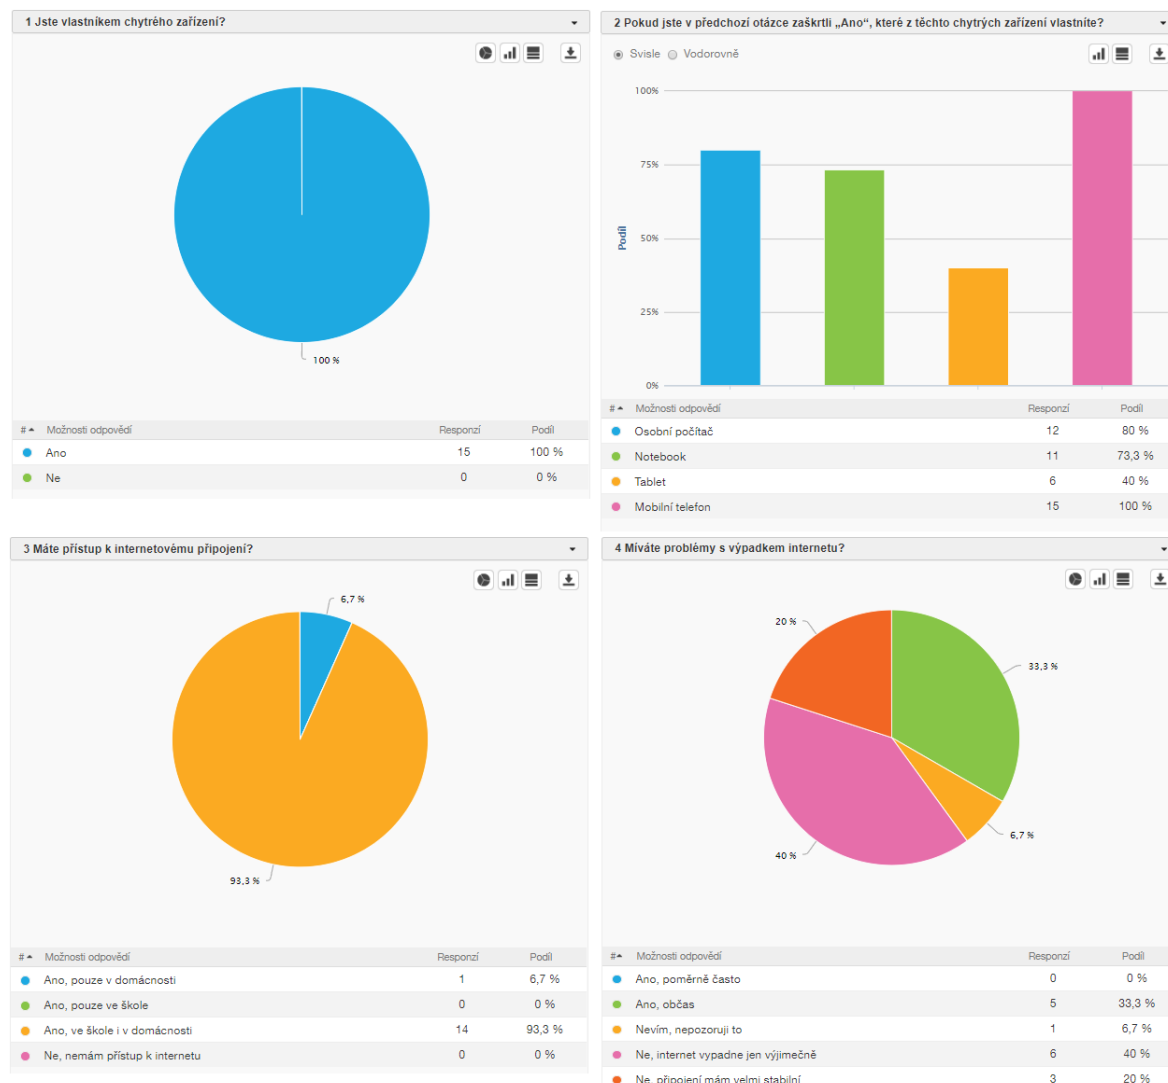 1 Jste vlastníkem chytrého zařízení?
100 %
# Možnosti odpovědí Responzí Podíl
Ano 15 100 %
Ne 0 0 %
2 Pokud jste v předchozí otázce zaškrtli „Ano“, které z těchto chytrých zařízení vlastníte?
Svisle Vodorovně
100%
75%
50%
25%
0%
Podíl
# Možnosti odpovědí Responzí Podíl
Osobní počítač 12 80 %
Notebook 11 73,3 %
Tablet 6 40 %
Mobilní telefon 15 100 %
3 Máte přístup k internetovému připojení?
6,7 %
93,3 %
# Možnosti odpovědí Responzí Podíl
Ano, pouze v domácnosti 1 6,7 %
Ano, pouze ve škole 0 0 %
Ano, ve škole i v domácnosti 14 93,3 %
Ne, nemám přístup k internetu 0 0 %
4 Míváte problémy s výpadkem internetu?
20 %
33,3 %
6,7 %
40 %
# Možnosti odpovědí Responzí Podíl
Ano, poměrně často 0 0 %
Ano, občas 5 33,3 %
Nevím, nepozoruji to 1 6,7 %
Ne, internet vypadne jen výjimečně 6 40 %
Ne, připojení mám velmi stabilní 3 20 %